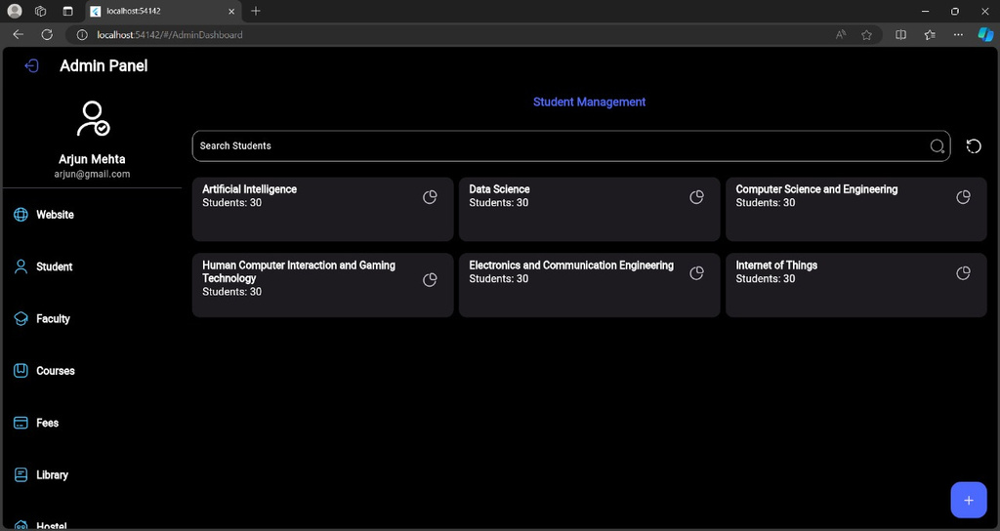 localhost:54142
localhost:54142/#/AdminDashboard
Admin Panel
Arjun Mehta
arjun@gmail.com
Website
Student
Faculty
Courses
Fees
Library
Hostel
Student Management
Search Students
Artificial Intelligence
Students: 30
Data Science
Students: 30
Computer Science and Engineering
Students: 30
Human Computer Interaction and Gaming
Technology
Students: 30
Electronics and Communication Engineering
Students: 30
Internet of Things
Students: 30